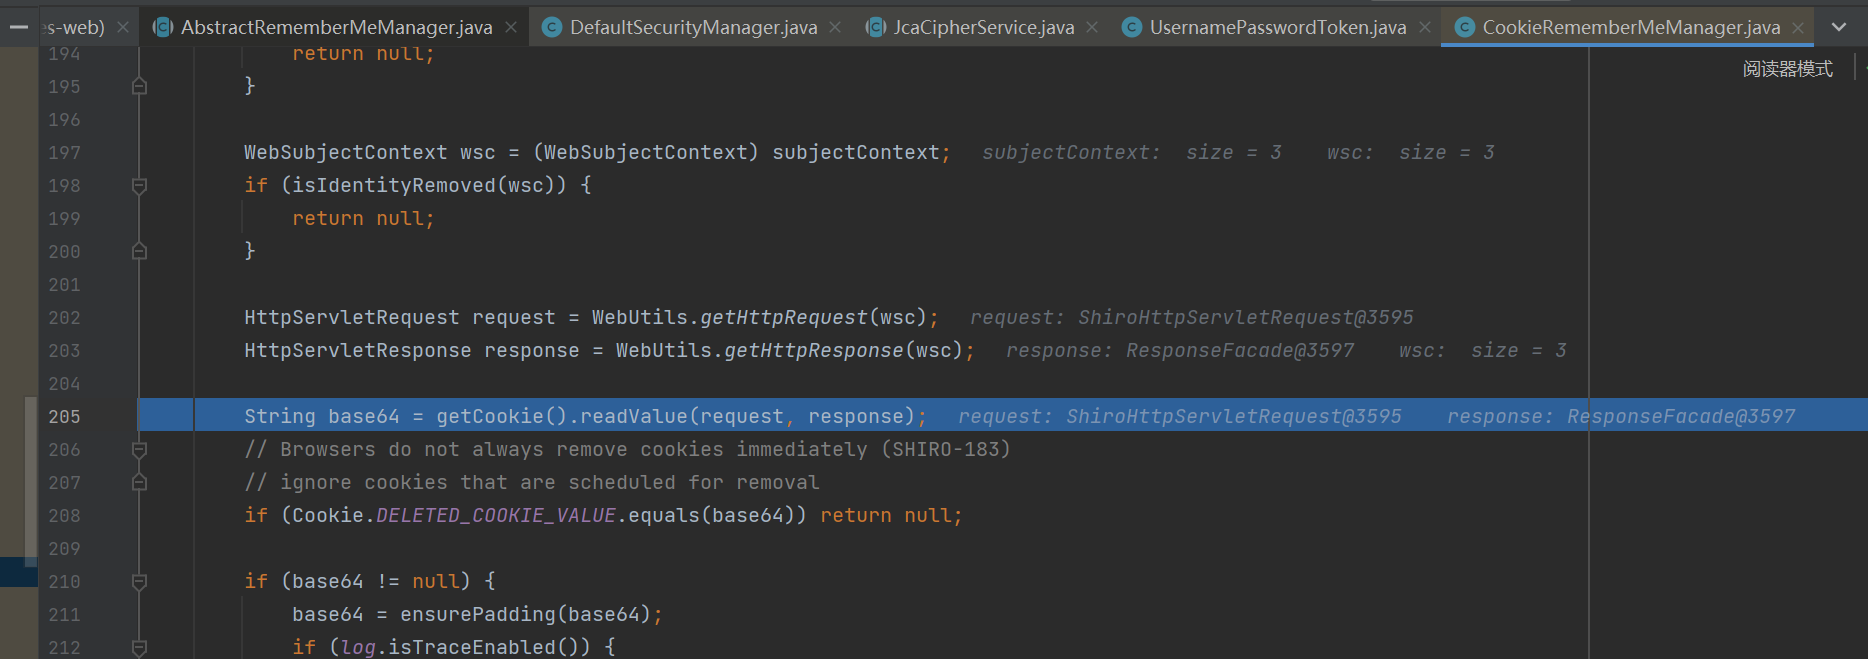 es-web) AbstractRememberMeManager.java DefaultSecurityManager.java JcaCipherService.java UsernamePasswordToken.java CookieRememberMeManager.java
阅读器模式
194 return null;
195 }
196
197 WebSubjectContext wsc = (WebSubjectContext) subjectContext; subjectContext: size = 3 wsc: size = 3
198 if (isIdentityRemoved(wsc)) {
199 return null;
200 }
201
202 HttpServletRequest request = WebUtils.getHttpRequest(wsc); request: ShiroHttpServletRequest@3595
203 HttpServletResponse response = WebUtils.getHttpResponse(wsc); response: ResponseFacade@3597 wsc: size = 3
204
205 String base64 = getCookie().readValue(request, response); request: ShiroHttpServletRequest@3595 response: ResponseFacade@3597
206 // Browsers do not always remove cookies immediately (SHIRO-183)
207 // ignore cookies that are scheduled for removal
208 if (Cookie.DELETED_COOKIE_VALUE.equals(base64)) return null;
209
210 if (base64 != null) {
211 base64 = ensurePadding(base64);
212 if (log.isTraceEnabled()) {